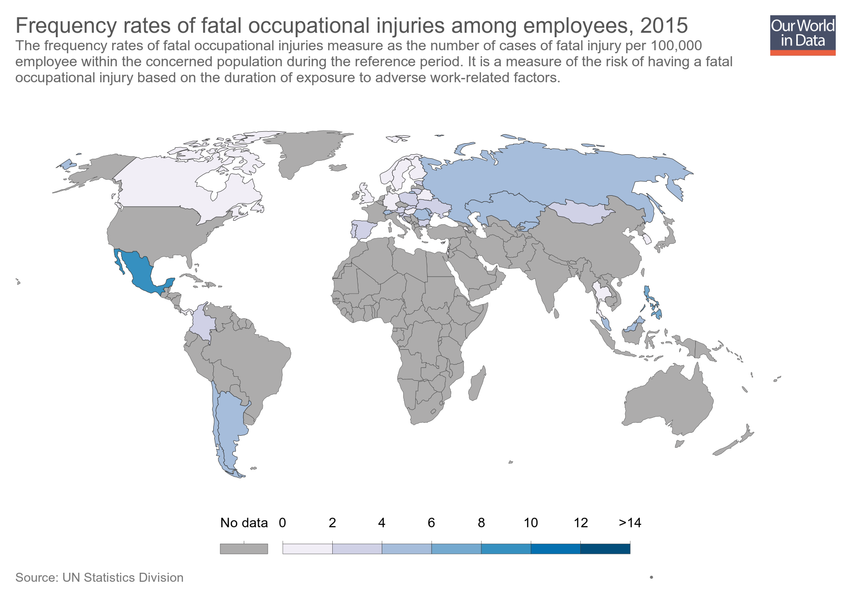 Frequency rates of fatal occupational injuries among employees, 2015
Our World
in Data
The frequency rates of fatal occupational injuries measure as the number of cases of fatal injury per 100,000
employee within the concerned population during the reference period. It is a measure of the risk of having a fatal
occupational injury based on the duration of exposure to adverse work-related factors.
No data 0 2 4 6 8 10 12 >14
Source: UN Statistics Division